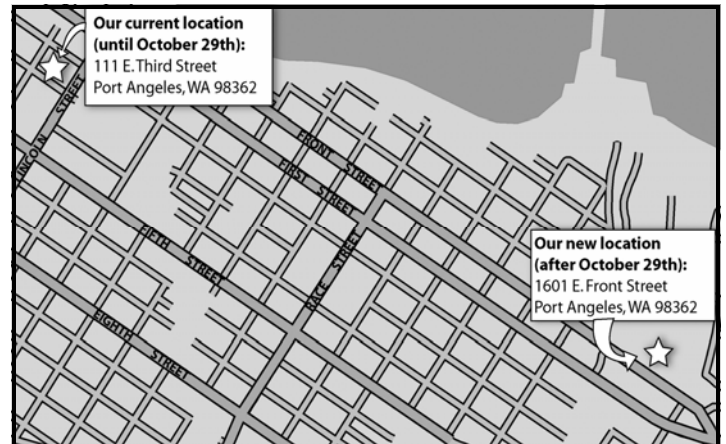 Our current location
(until October 29th):
111 E. Third Street
Port Angeles, WA 98362
LINCOLN STREET
FRONT STREET
FIRST STREET
FIFTH STREET
RACE STREET
EIGHTH STREET
Our new location
(after October 29th):
1601 E. Front Street
Port Angeles, WA 98362